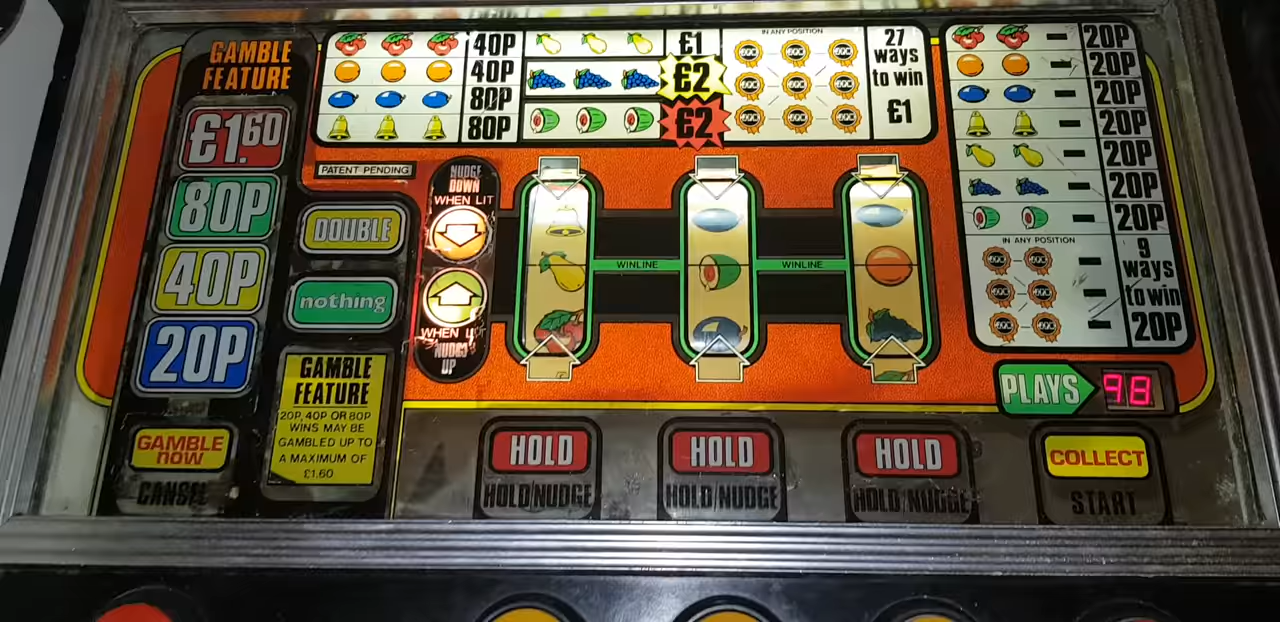 GAMBLE
FEATURE
£1.60
80P
40P
20P
GAMBLE
NOW
CANCEL
DOUBLE
nothing
GAMBLE
FEATURE
20P, 40P OR 80P
WINS MAY BE
GAMBLED UP TO
A MAXIMUM OF
£1.60
PATENT PENDING
NUDGE
DOWN
WHEN LIT
WHEN
NUDGE
UP
40P
40P
80P
80P
£1
£2
£2
IN ANY POSITION
27
ways
to win
£1
20P
20P
20P
20P
20P
20P
20P
IN ANY POSITION
9
ways
to win
20P
WINLINE
WINLINE
PLAYS
98
HOLD
HOLD/NUDGE
HOLD
HOLD/NUDGE
HOLD
HOLD/NUDGE
COLLECT
START